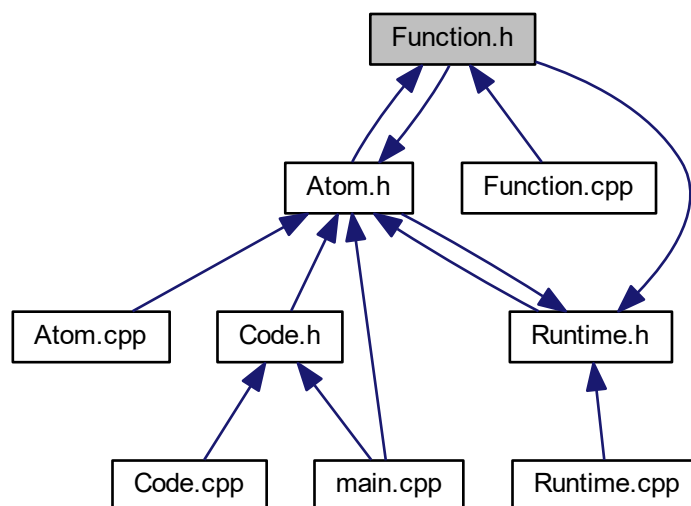 Function.h
Atom.h
Function.cpp
Atom.cpp
Code.h
Runtime.h
Code.cpp
main.cpp
Runtime.cpp